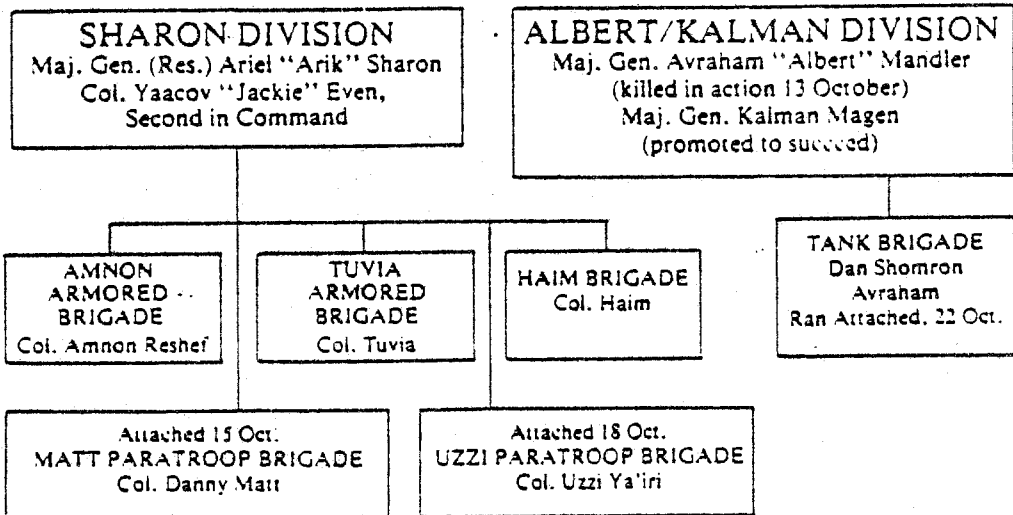 SHARON DIVISION
Maj. Gen. (Res.) Ariel "Arik" Sharon
Col. Yaacov "Jackie" Even,
Second in Command
ALBERT/KALMAN DIVISION
Maj. Gen. Avraham "Albert" Mandler
(killed in action 13 October)
Maj. Gen. Kalman Magen
(promoted to succeed)
AMNON
ARMORED
BRIGADE
Col. Amnon Reshef
TUVIA
ARMORED
BRIGADE
Col. Tuvia
HAIM BRIGADE
Col. Haim
TANK BRIGADE
Dan Shomron
Avraham
Ran Attached, 22 Oct.
Attached 15 Oct.
MATT PARATROOP BRIGADE
Col. Danny Matt
Attached 18 Oct.
UZZI PARATROOP BRIGADE
Col. Uzzi Ya'iri